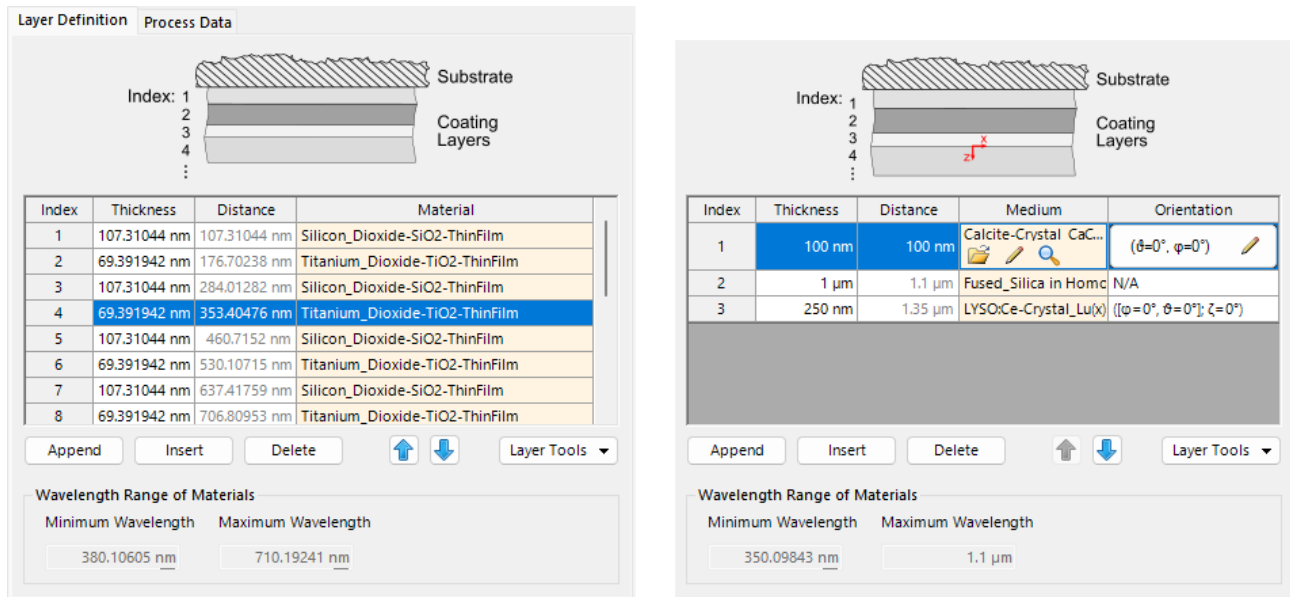 Layer Definition Process Data
Substrate
Index: 1
2
3
4
⋮
Coating
Layers
Index Thickness Distance Material
1 107.31044 nm 107.31044 nm Silicon_Dioxide-SiO2-ThinFilm
2 69.391942 nm 176.70238 nm Titanium_Dioxide-TiO2-ThinFilm
3 107.31044 nm 284.01282 nm Silicon_Dioxide-SiO2-ThinFilm
4 69.391942 nm 353.40476 nm Titanium_Dioxide-TiO2-ThinFilm
5 107.31044 nm 460.7152 nm Silicon_Dioxide-SiO2-ThinFilm
6 69.391942 nm 530.10715 nm Titanium_Dioxide-TiO2-ThinFilm
7 107.31044 nm 637.41759 nm Silicon_Dioxide-SiO2-ThinFilm
8 69.391942 nm 706.80953 nm Titanium_Dioxide-TiO2-ThinFilm
Append Insert Delete Layer Tools
Wavelength Range of Materials
Minimum Wavelength Maximum Wavelength
380.10605 nm 710.19241 nm
Substrate
Index: 1
2
3
4
⋮
x
z
Coating
Layers
Index Thickness Distance Medium Orientation
1 100 nm 100 nm Calcite-Crystal CaC... (ϑ=0°, φ=0°)
2 1 µm 1.1 µm Fused_Silica in Homc N/A
3 250 nm 1.35 µm LYSO:Ce-Crystal_Lu(x) ([φ=0°, ϑ=0°]; ζ=0°)
Append Insert Delete Layer Tools
Wavelength Range of Materials
Minimum Wavelength Maximum Wavelength
350.09843 nm 1.1 µm